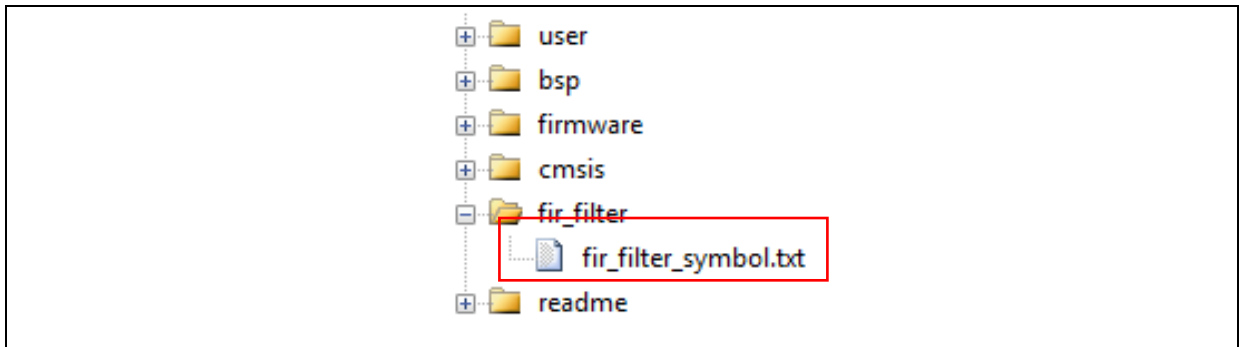 user
bsp
firmware
cmsis
fir_filter
fir_filter_symbol.txt
readme